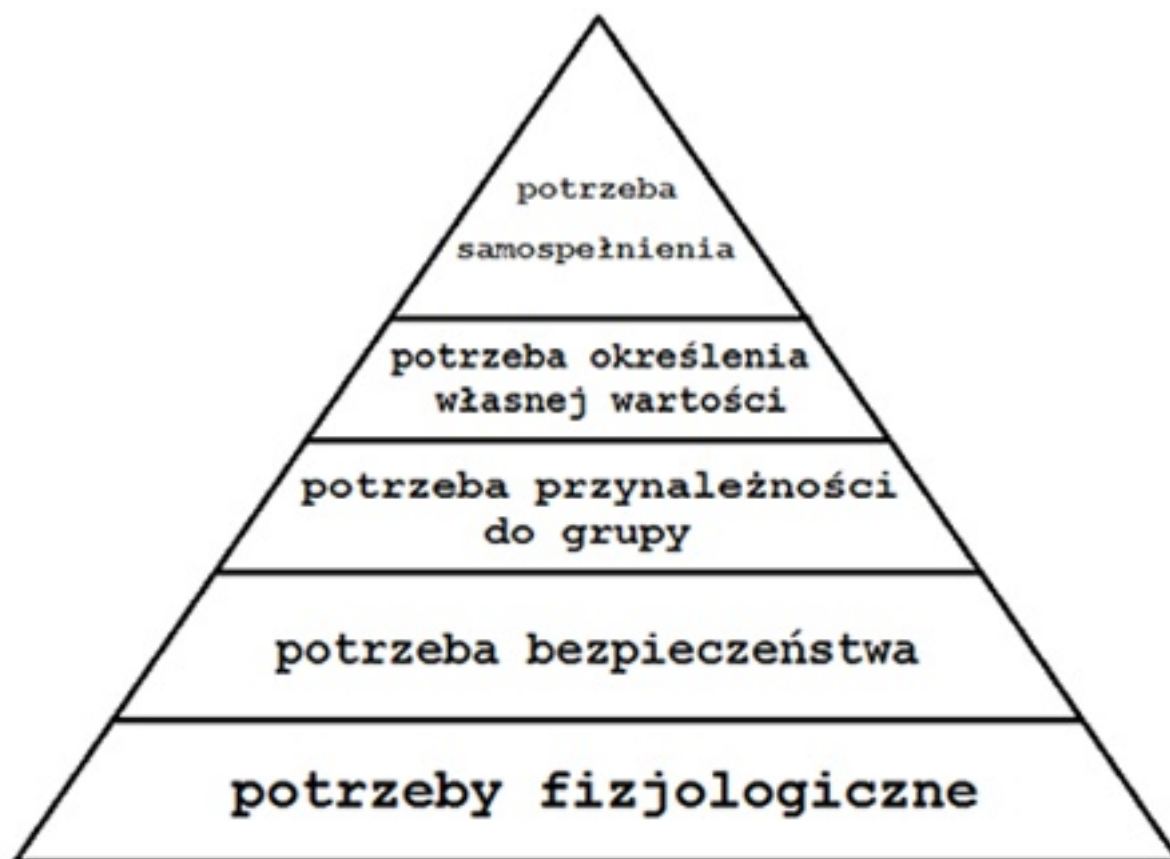 potrzeba
samospełnienia
potrzeba określenia
własnej wartości
potrzeba przynależności
do grupy
potrzeba bezpieczeństwa
potrzeby fizjologiczne